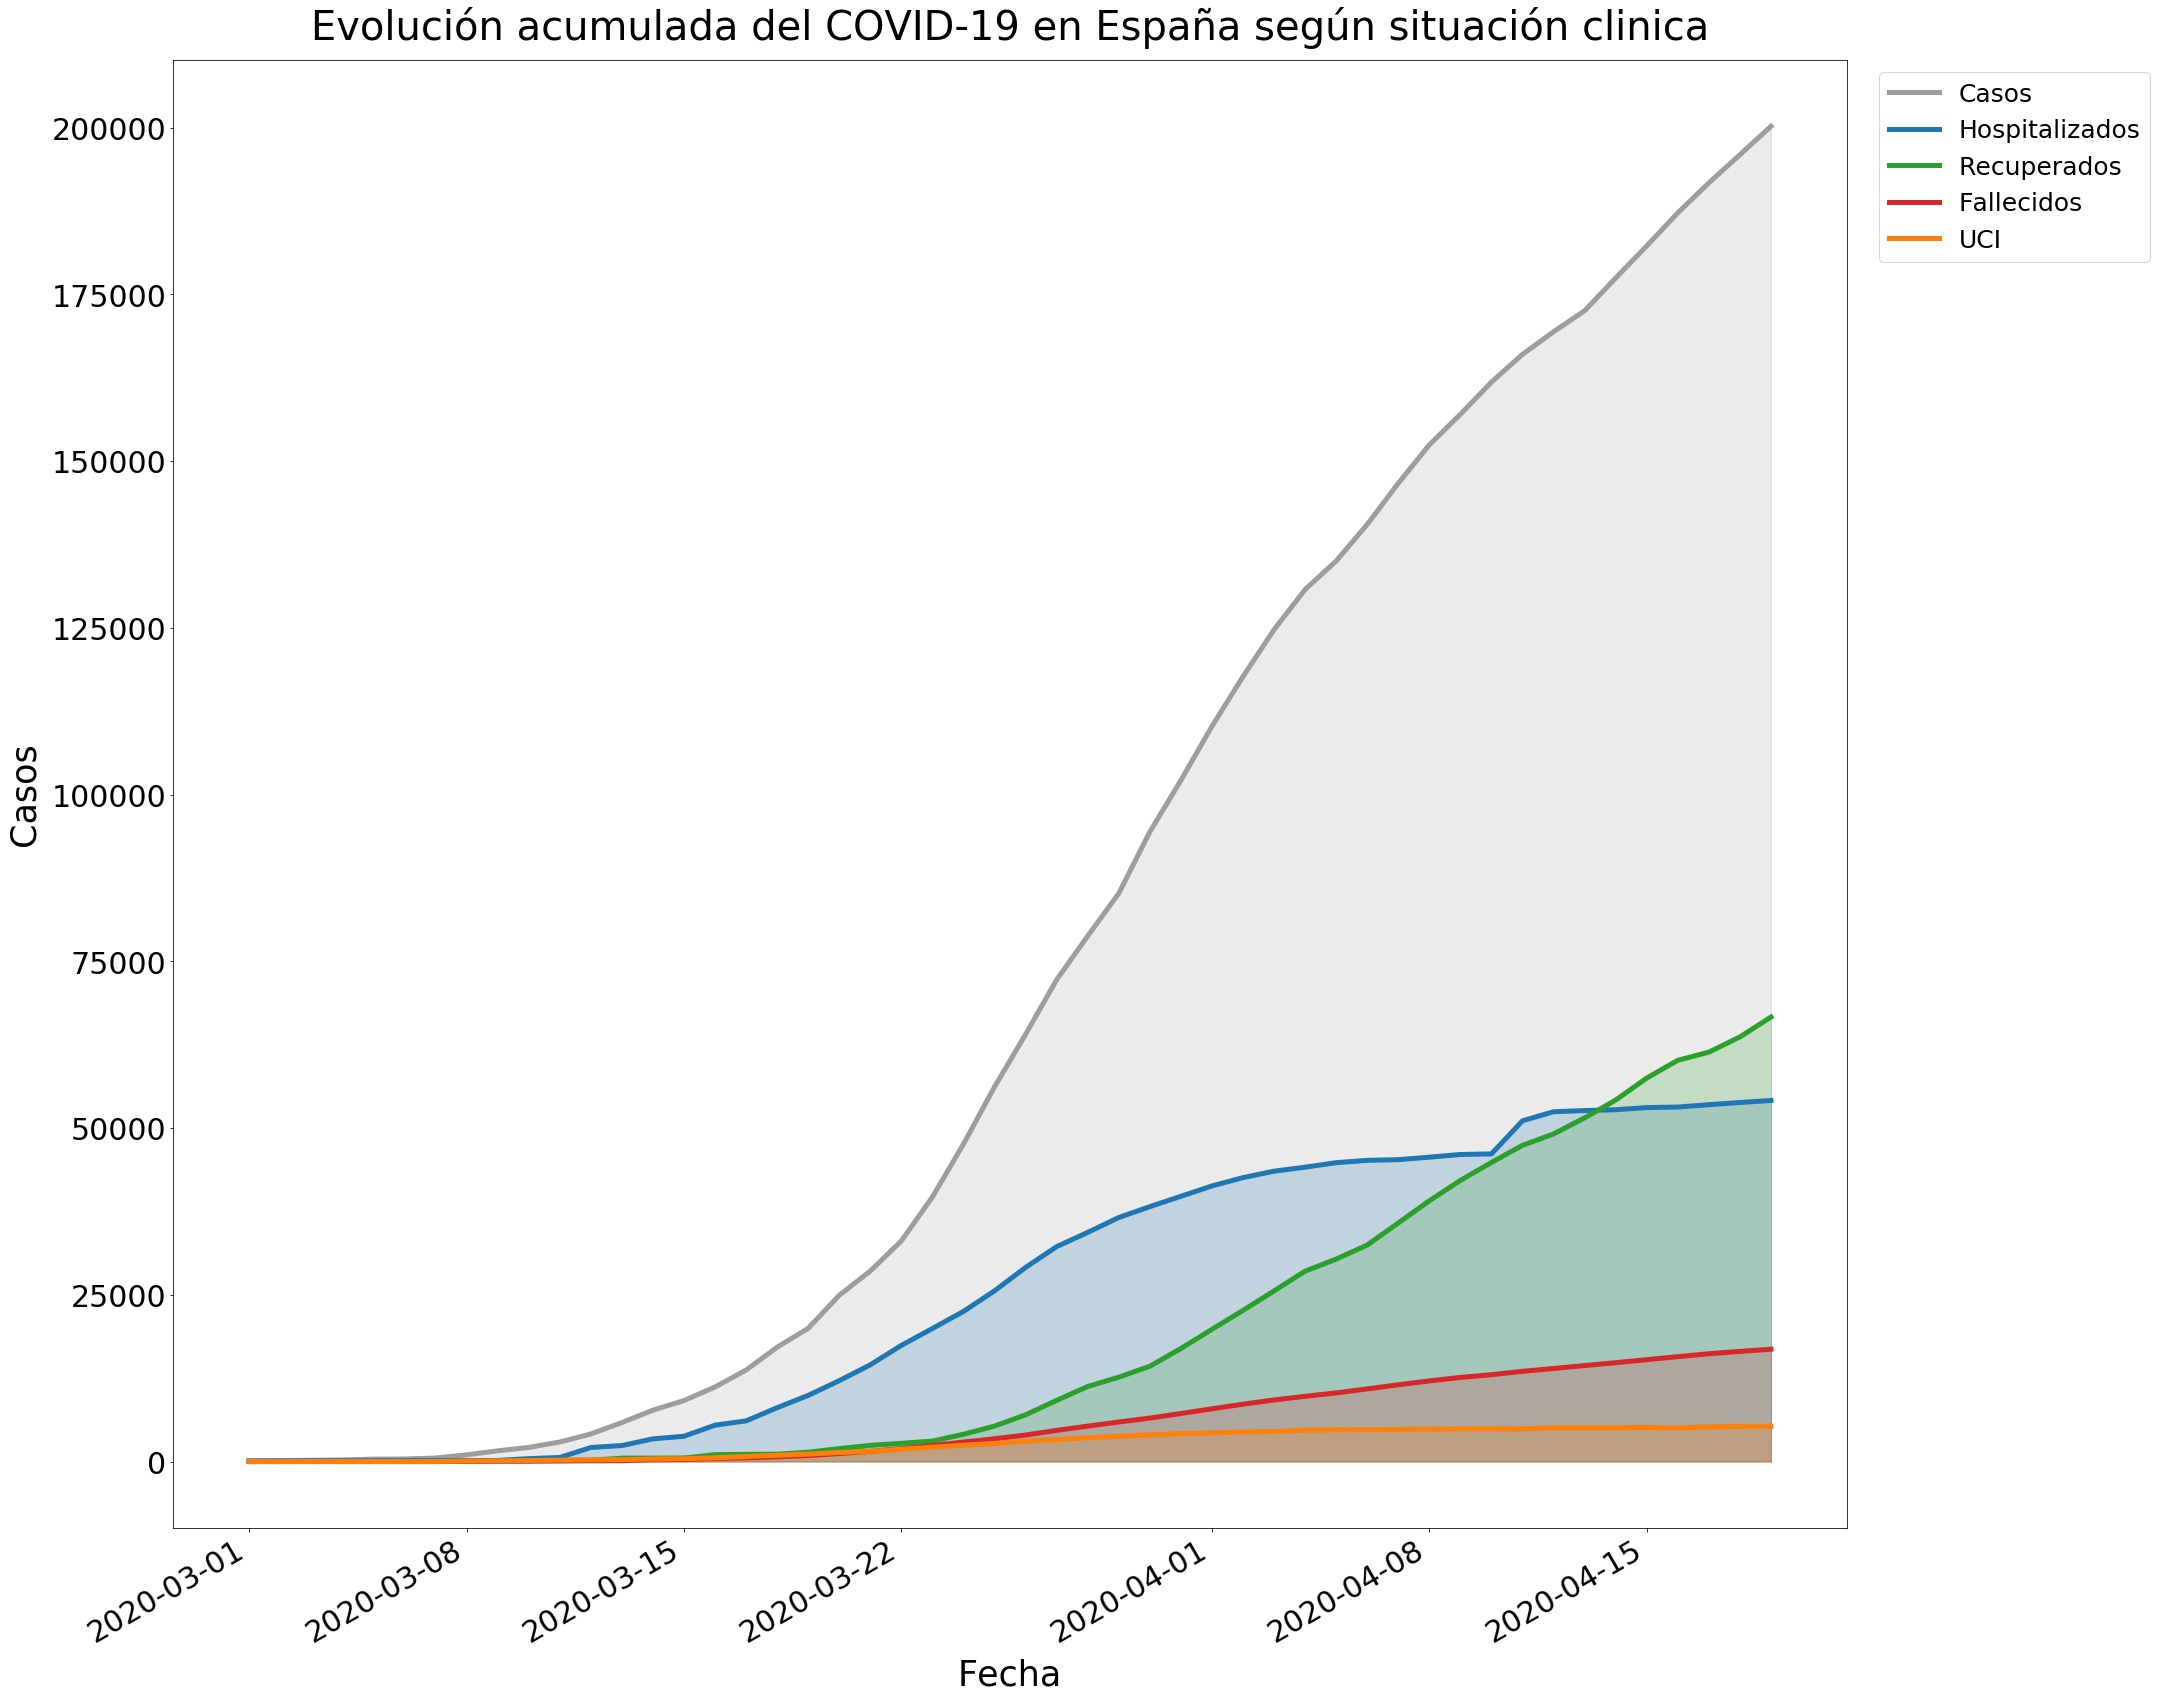 Evolución acumulada del COVID-19 en España según situación clinica
Casos
Hospitalizados
Recuperados
Fallecidos
UCI
200000
175000
150000
125000
100000
75000
50000
25000
0
Casos
2020-03-01
2020-03-08
2020-03-15
2020-03-22
2020-04-01
2020-04-08
2020-04-15
Fecha